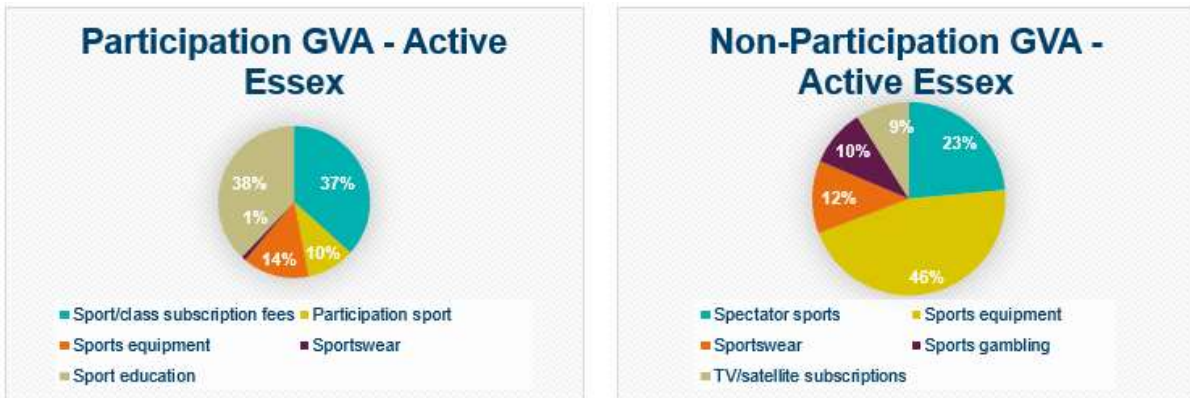 Participation GVA - Active
Essex
38%
37%
1%
14%
10%
Sport/class subscription fees
Participation sport
Sports equipment
Sportswear
Sport education
Non-Participation GVA -
Active Essex
9%
23%
10%
12%
46%
Spectator sports
Sports equipment
Sportswear
Sports gambling
TV/satellite subscriptions